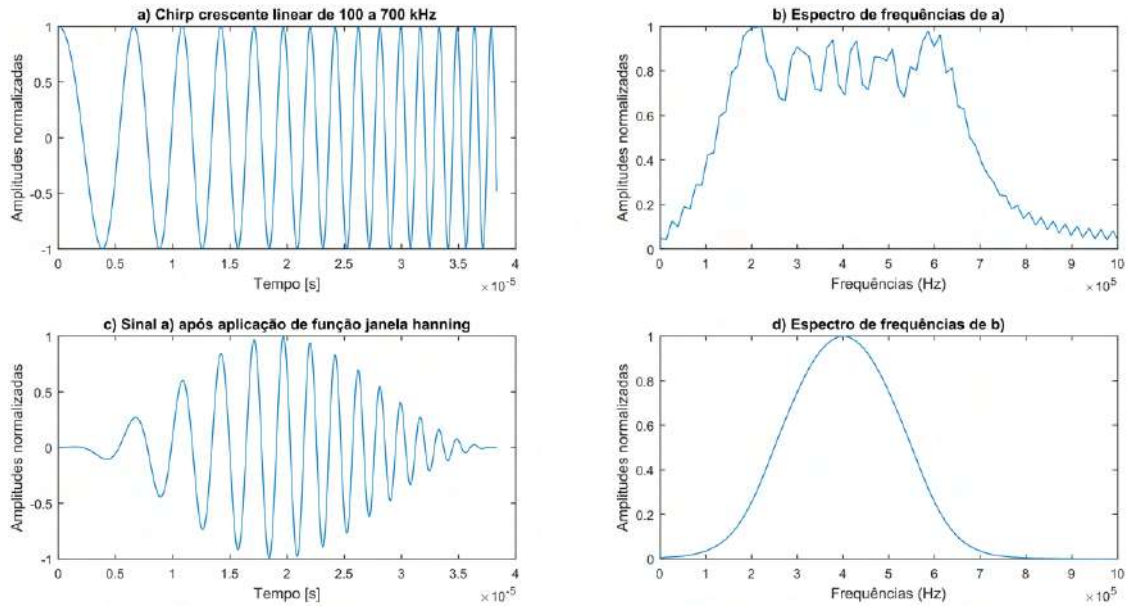 a) Chirp crescente linear de 100 a 700 kHz
Amplitudes normalizadas
1
0.5
0
-0.5
-1
0 0.5 1 1.5 2 2.5 3 3.5 4
Tempo [s]
×10⁻⁵
b) Espectro de frequências de a)
Amplitudes normalizadas
1
0.8
0.6
0.4
0.2
0
0 1 2 3 4 5 6 7 8 9 10
Frequências (Hz)
×10⁵
c) Sinal a) após aplicação de função janela hanning
Amplitudes normalizadas
1
0.5
0
-0.5
-1
0 0.5 1 1.5 2 2.5 3 3.5 4
Tempo [s]
×10⁻⁵
d) Espectro de frequências de b)
Amplitudes normalizadas
1
0.8
0.6
0.4
0.2
0
0 1 2 3 4 5 6 7 8 9 10
Frequências (Hz)
×10⁵